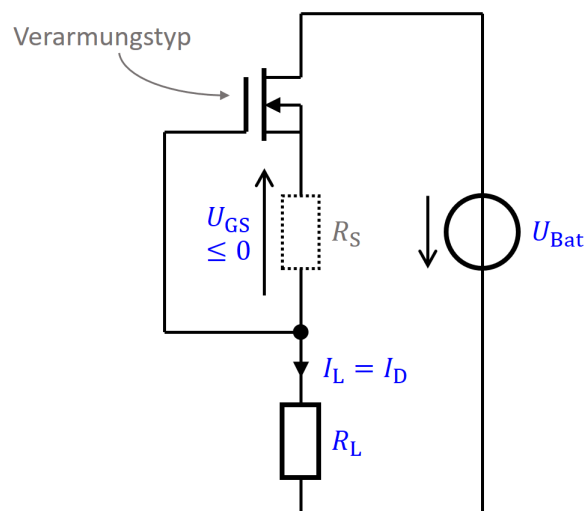 Verarmungstyp
U_GS
≤ 0
R_S
U_Bat
I_L = I_D
R_L